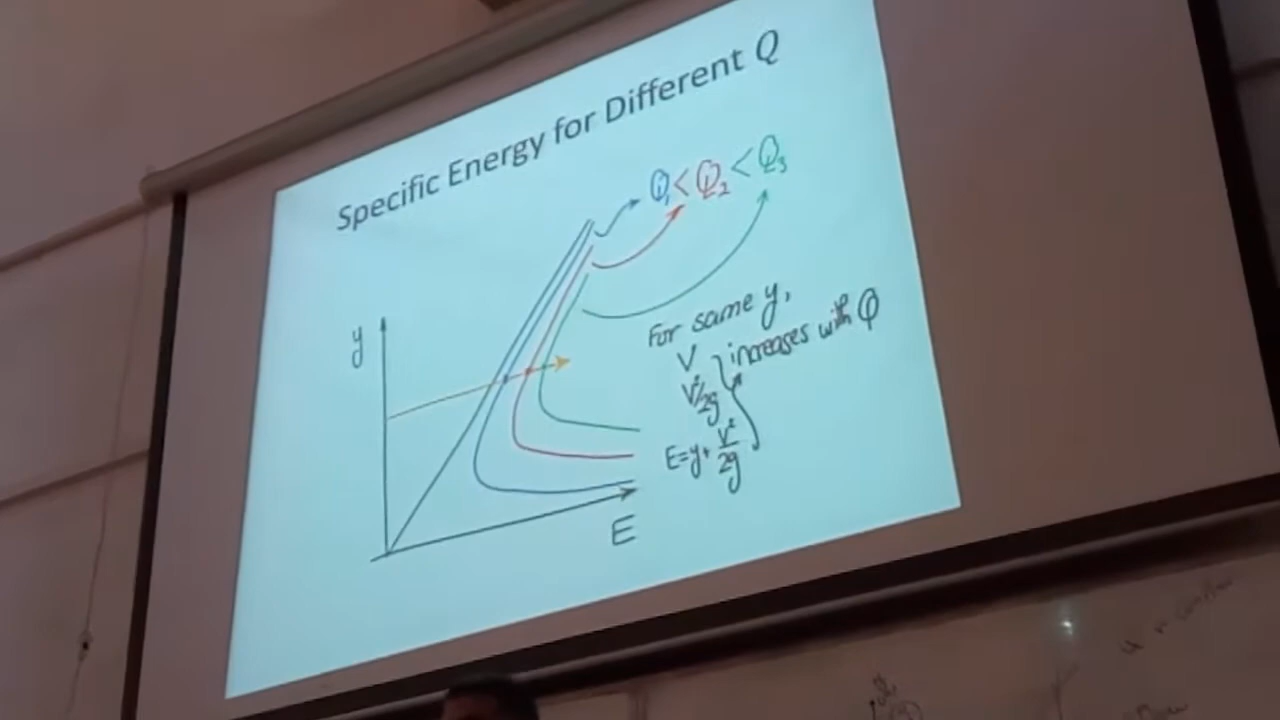 Specific Energy for Different Q
Q₁ < Q₂ < Q₃
y
For same y,
V
V²/2g } increases with Q
E = y + V²/2g
E